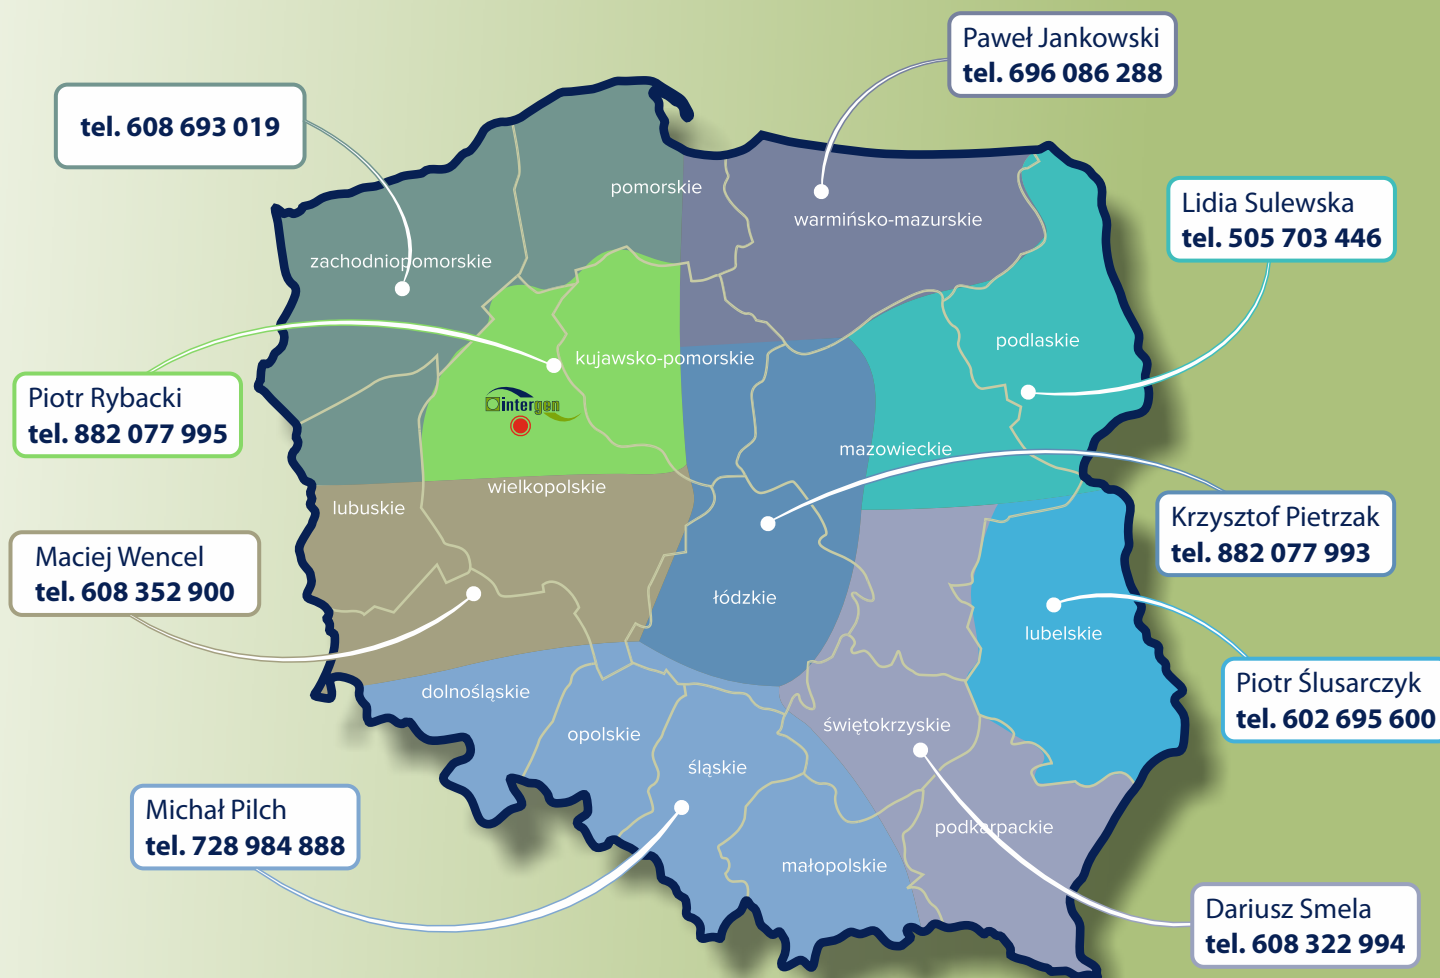 Paweł Jankowski
tel. 696 086 288
tel. 608 693 019
pomorskie
warmińsko-mazurskie
Lidia Sulewska
tel. 505 703 446
zachodniopomorskie
podlaskie
kujawsko-pomorskie
Piotr Rybacki
tel. 882 077 995
intergen
mazowieckie
wielkopolskie
lubuskie
Krzysztof Pietrzak
tel. 882 077 993
Maciej Wencel
tel. 608 352 900
łódzkie
lubelskie
Piotr Ślusarczyk
tel. 602 695 600
dolnośląskie
opolskie
świętokrzyskie
śląskie
Michał Pilch
tel. 728 984 888
podkarpackie
małopolskie
Dariusz Smela
tel. 608 322 994